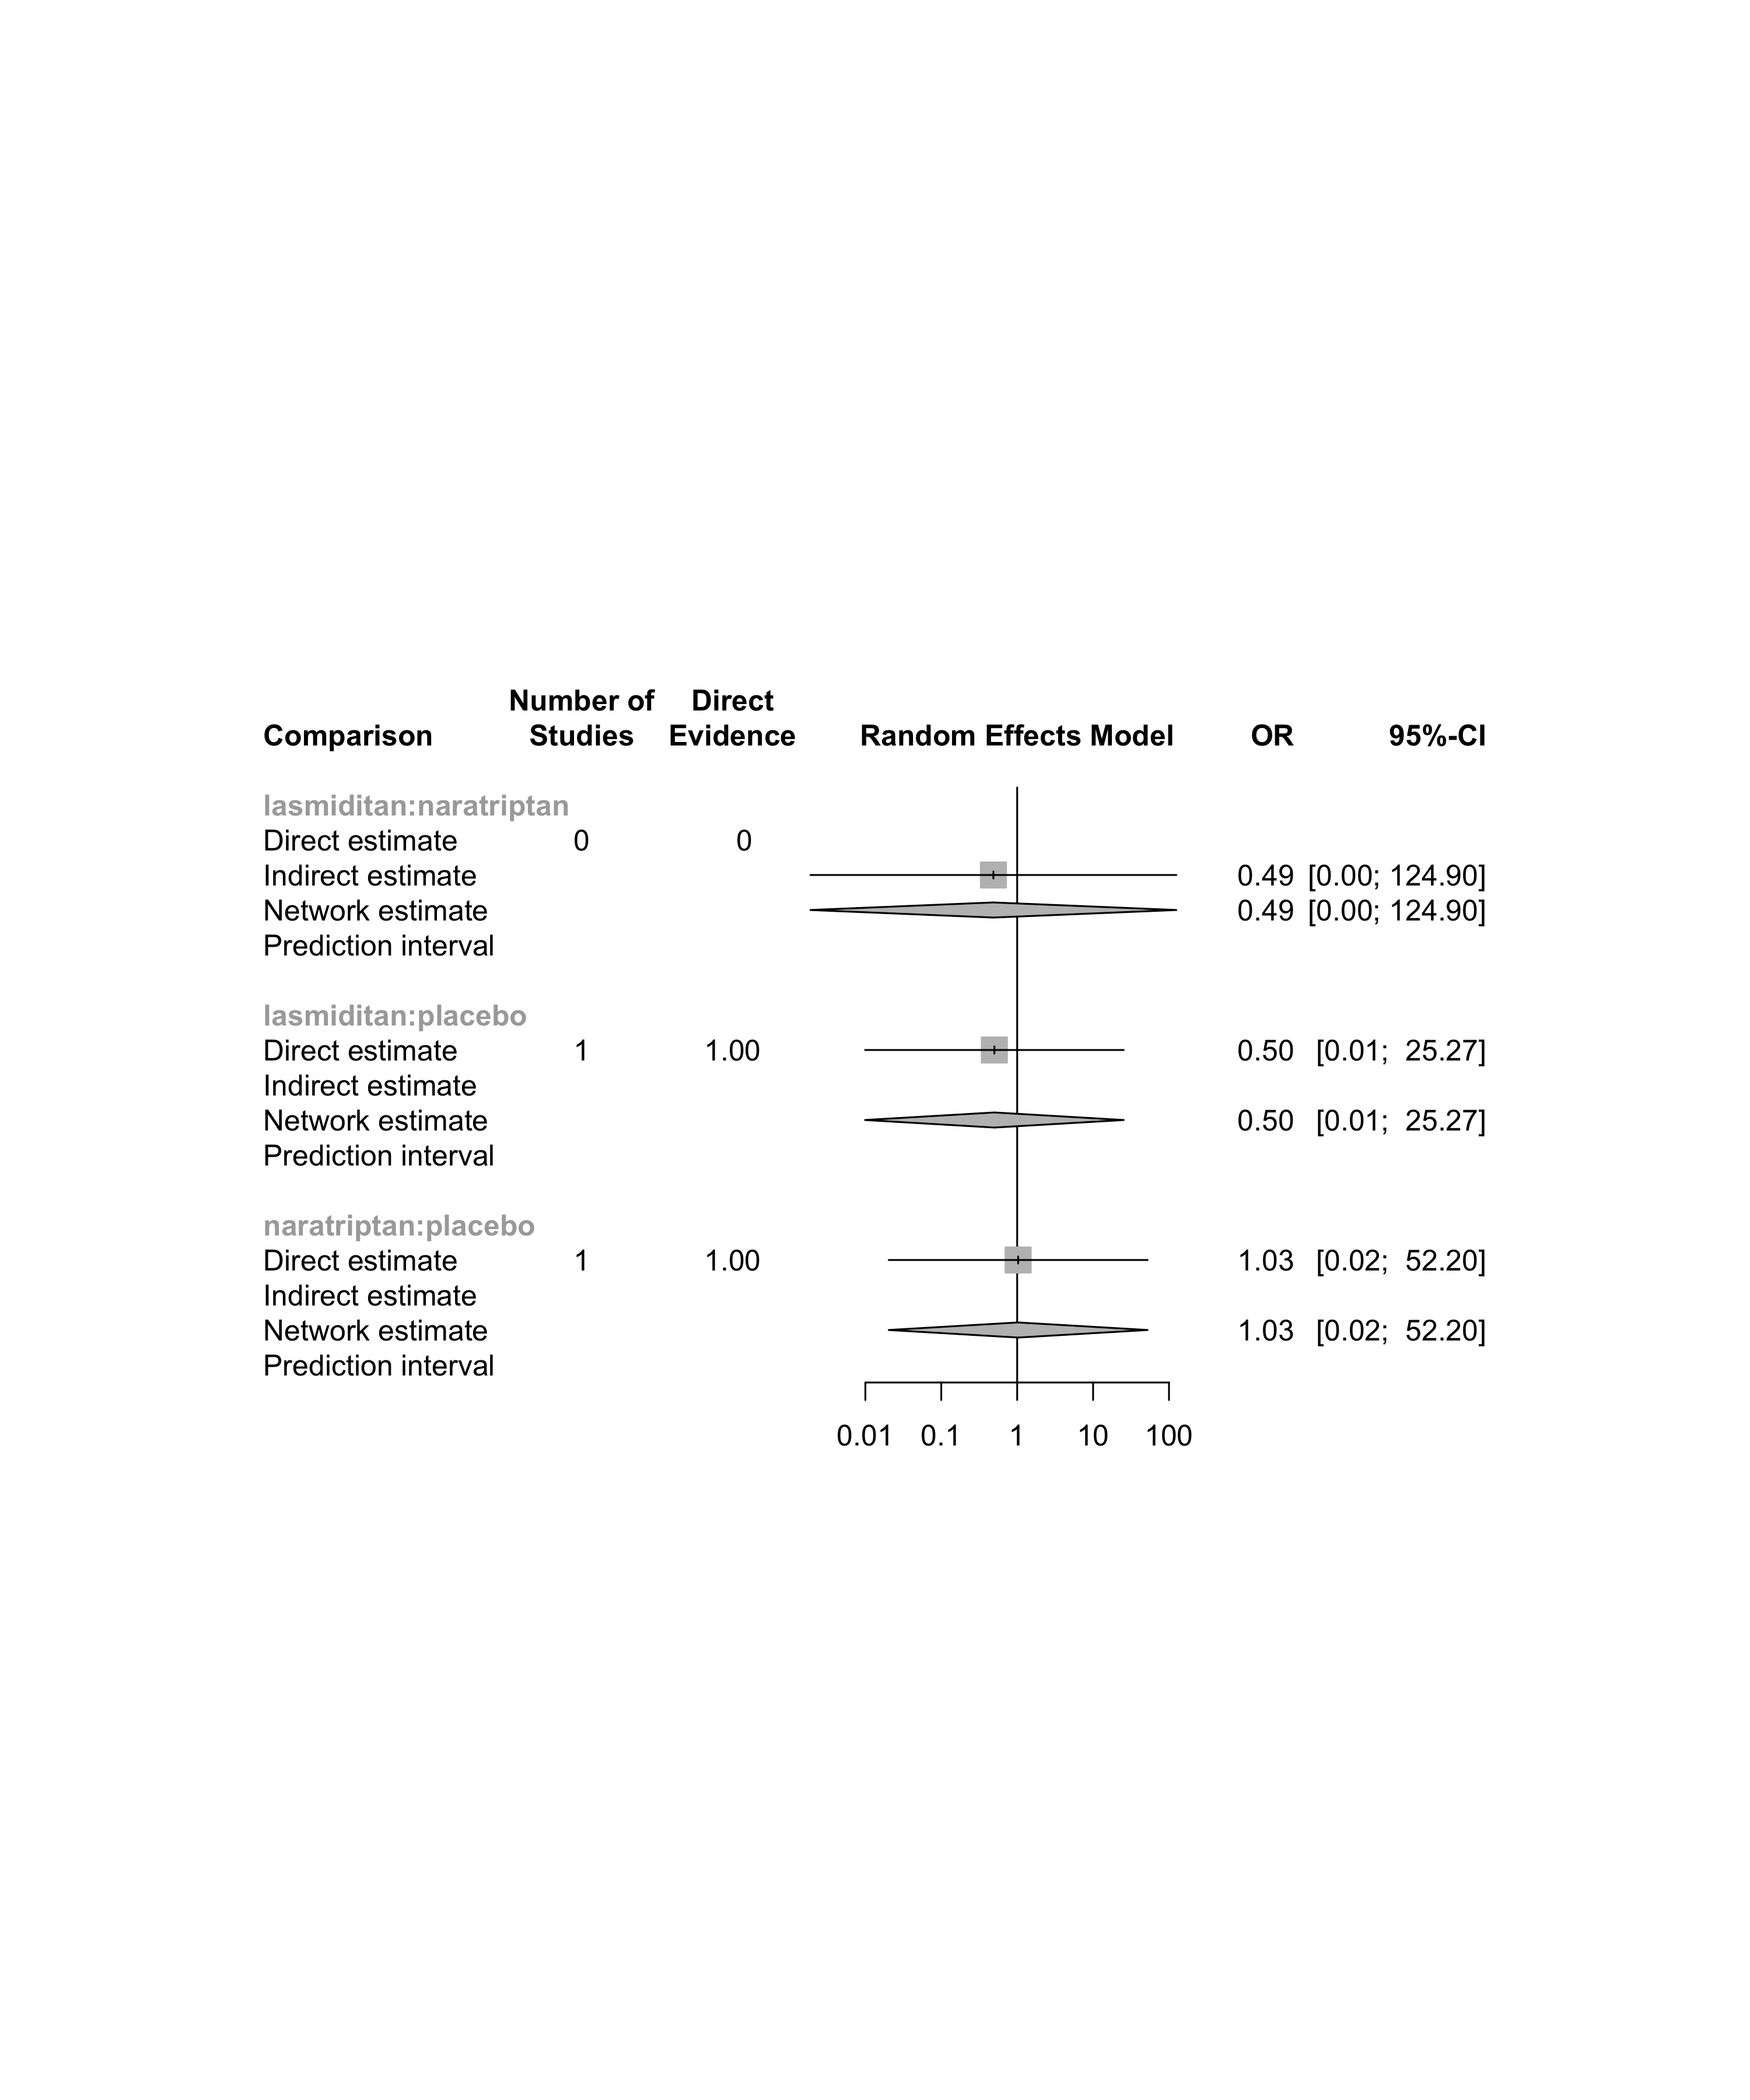 Number of Direct
Comparison Studies Evidence Random Effects Model OR 95%-CI
lasmiditan:naratriptan
Direct estimate 0 0
Indirect estimate 0.49 [0.00; 124.90]
Network estimate 0.49 [0.00; 124.90]
Prediction interval
lasmiditan:placebo
Direct estimate 1 1.00 0.50 [0.01; 25.27]
Indirect estimate
Network estimate 0.50 [0.01; 25.27]
Prediction interval
naratriptan:placebo
Direct estimate 1 1.00 1.03 [0.02; 52.20]
Indirect estimate
Network estimate 1.03 [0.02; 52.20]
Prediction interval
0.01 0.1 1 10 100